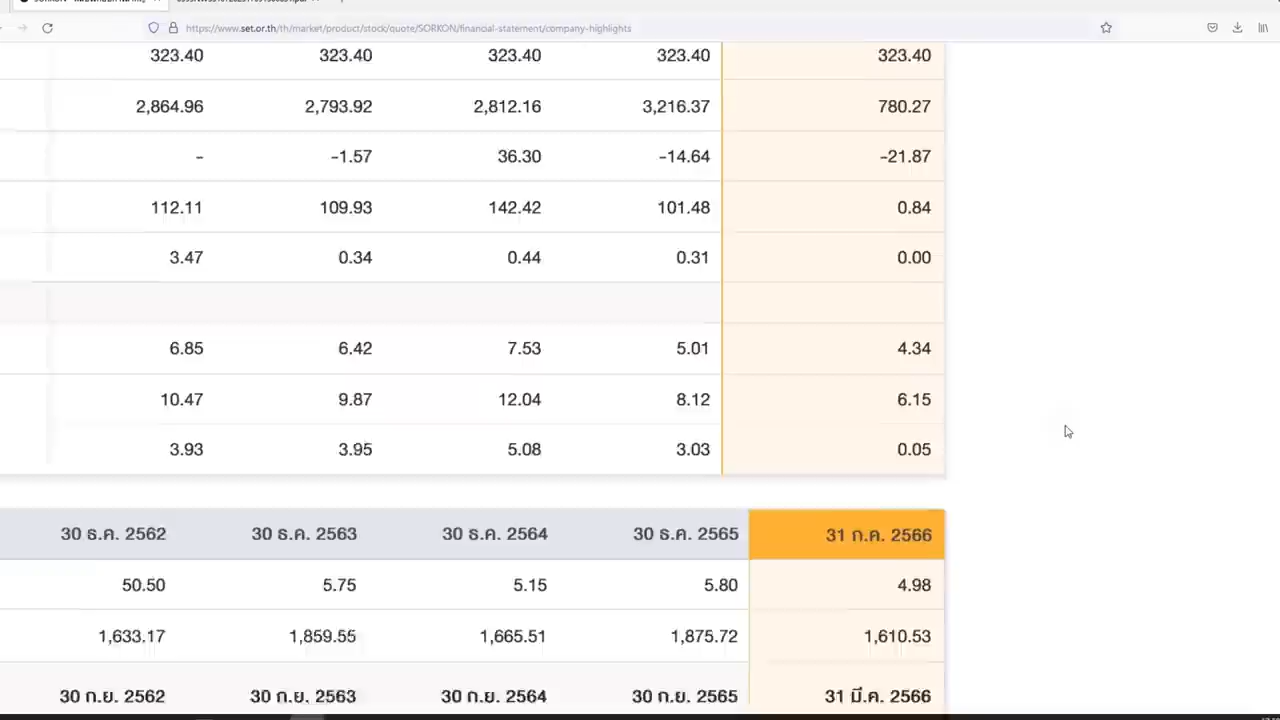 https://www.set.or.th/th/market/product/stock/quote/SORKON/financial-statement/company-highlights
323.40 323.40 323.40 323.40 323.40
2,864.96 2,793.92 2,812.16 3,216.37 780.27
- -1.57 36.30 -14.64 -21.87
112.11 109.93 142.42 101.48 0.84
3.47 0.34 0.44 0.31 0.00
6.85 6.42 7.53 5.01 4.34
10.47 9.87 12.04 8.12 6.15
3.93 3.95 5.08 3.03 0.05
30 ธ.ค. 2562 30 ธ.ค. 2563 30 ธ.ค. 2564 30 ธ.ค. 2565 31 ก.ค. 2566
50.50 5.75 5.15 5.80 4.98
1,633.17 1,859.55 1,665.51 1,875.72 1,610.53
30 ก.ย. 2562 30 ก.ย. 2563 30 ก.ย. 2564 30 ก.ย. 2565 31 มี.ค. 2566